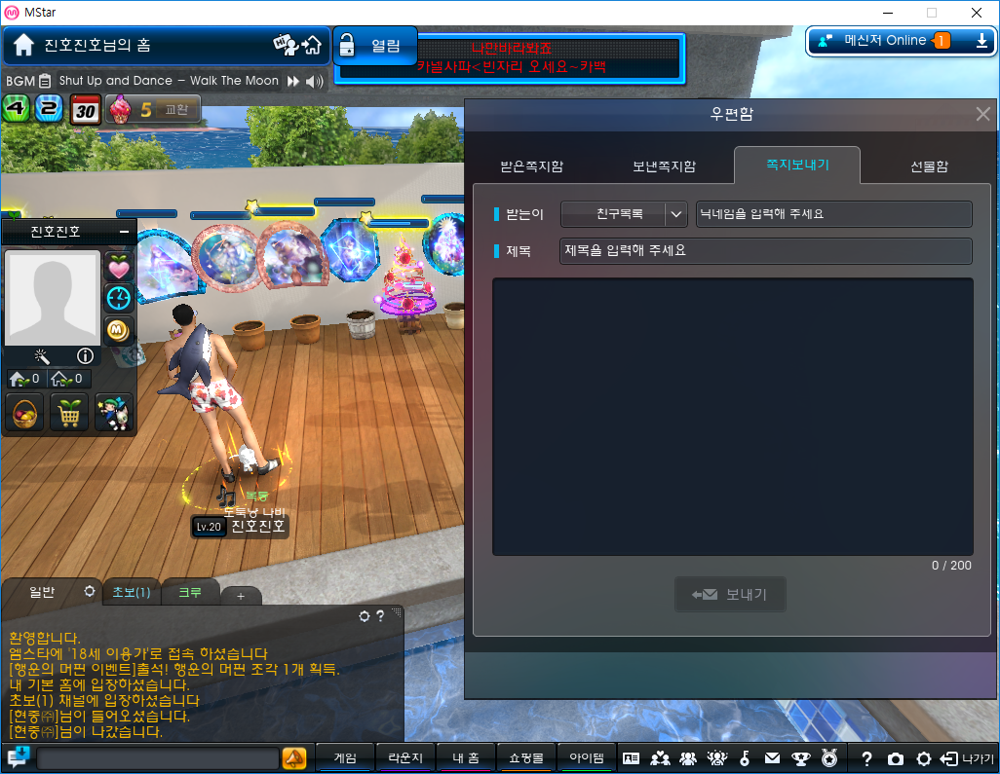 MStar
진호진호님의 홈
Hi
열림
나만바라봐죠
카넬사파<빈자리 오세요~카백
메신저 Online 1
BGM Shut Up and Dance – Walk The Moon
4 2 30 5 교환
우편함
받은쪽지함 보낸쪽지함 쪽지보내기 선물함
받는이 친구목록 닉네임을 입력해 주세요
제목 제목을 입력해 주세요
진호진호
M
0 0
도둑냥 나비
Lv.20 진호진호
0 / 200
보내기
일반 초보(1) 크루 +
?
환영합니다.
엠스타에 '18세 이용가'로 접속 하셨습니다
[행운의 머핀 이벤트]출석! 행운의 머핀 조각 1개 획득.
내 기본 홈에 입장하셨습니다.
초보(1) 채널에 입장하셨습니다
님이 들어오셨습니다.
님이 나갔습니다.
게임 라운지 내 홈 쇼핑몰 아이템 ? 나가기